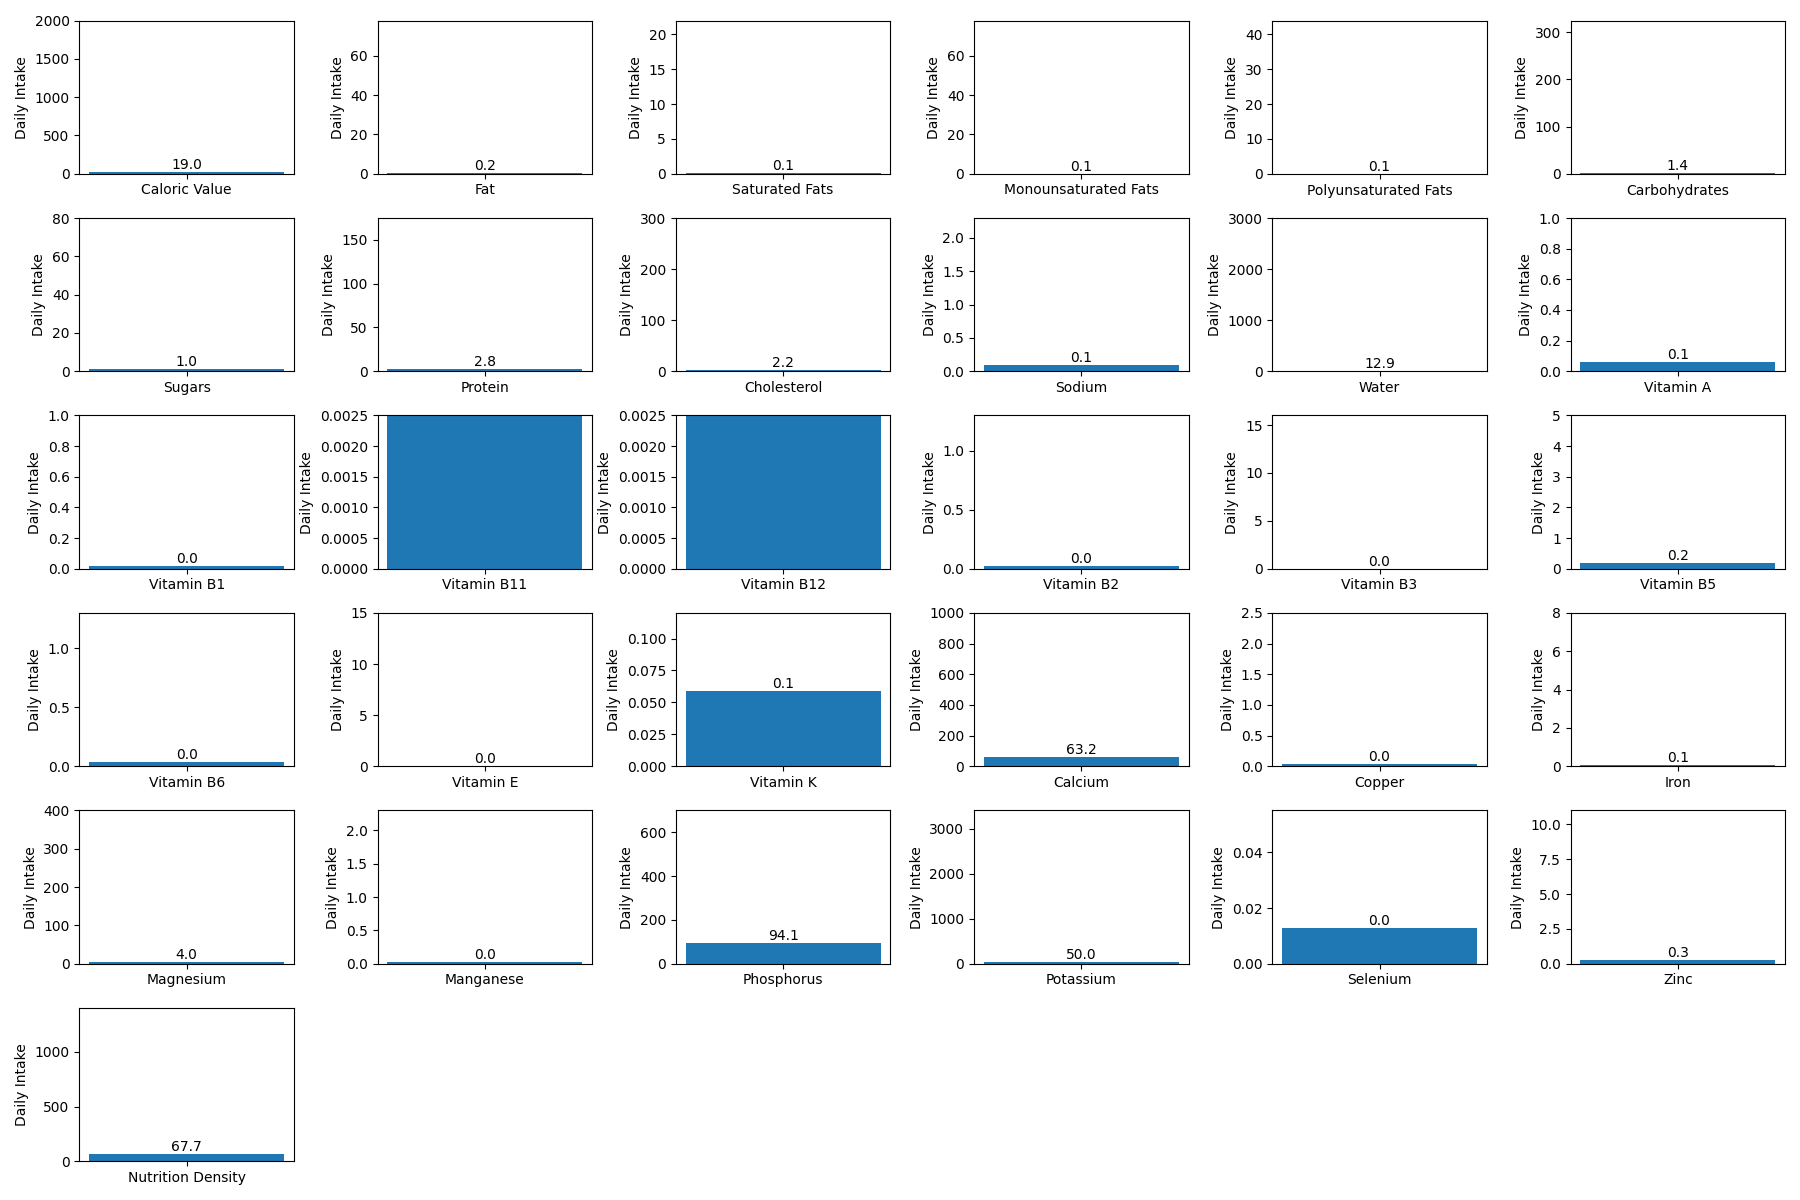 2000
1500
1000
500
0
Daily Intake
19.0
Caloric Value
60
40
20
0
Daily Intake
0.2
Fat
20
15
10
5
0
Daily Intake
0.1
Saturated Fats
60
40
20
0
Daily Intake
0.1
Monounsaturated Fats
40
30
20
10
0
Daily Intake
0.1
Polyunsaturated Fats
300
200
100
0
Daily Intake
1.4
Carbohydrates
80
60
40
20
0
Daily Intake
1.0
Sugars
150
100
50
0
Daily Intake
2.8
Protein
300
200
100
0
Daily Intake
2.2
Cholesterol
2.0
1.5
1.0
0.5
0.0
Daily Intake
0.1
Sodium
3000
2000
1000
0
Daily Intake
12.9
Water
1.0
0.8
0.6
0.4
0.2
0.0
Daily Intake
0.1
Vitamin A
1.0
0.8
0.6
0.4
0.2
0.0
Daily Intake
0.0
Vitamin B1
0.0025
0.0020
0.0015
0.0010
0.0005
0.0000
Daily Intake
Vitamin B11
0.0025
0.0020
0.0015
0.0010
0.0005
0.0000
Daily Intake
Vitamin B12
1.0
0.5
0.0
Daily Intake
0.0
Vitamin B2
15
10
5
0
Daily Intake
0.0
Vitamin B3
5
4
3
2
1
0
Daily Intake
0.2
Vitamin B5
1.0
0.5
0.0
Daily Intake
0.0
Vitamin B6
15
10
5
0
Daily Intake
0.0
Vitamin E
0.100
0.075
0.050
0.025
0.000
Daily Intake
0.1
Vitamin K
1000
800
600
400
200
0
Daily Intake
63.2
Calcium
2.5
2.0
1.5
1.0
0.5
0.0
Daily Intake
0.0
Copper
8
6
4
2
0
Daily Intake
0.1
Iron
400
300
200
100
0
Daily Intake
4.0
Magnesium
2.0
1.5
1.0
0.5
0.0
Daily Intake
0.0
Manganese
600
400
200
0
Daily Intake
94.1
Phosphorus
3000
2000
1000
0
Daily Intake
50.0
Potassium
0.04
0.02
0.00
Daily Intake
0.0
Selenium
10.0
7.5
5.0
2.5
0.0
Daily Intake
0.3
Zinc
1000
500
0
Daily Intake
67.7
Nutrition Density